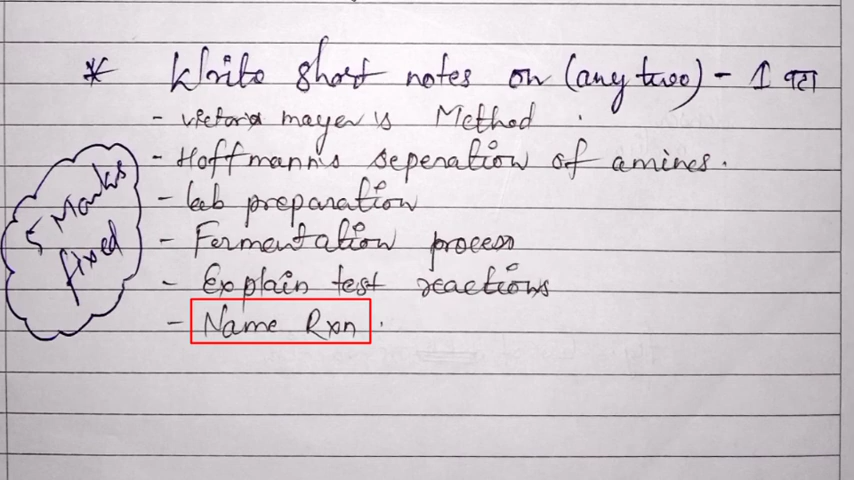 * Write short notes on (any two) - 1 वटा
- victor mayer's Method.
- Hoffmann's seperation of amines.
- lab preparation
- Fermentation process
- Explain test reactions
- Name Rxn.
5 Marks
fixed